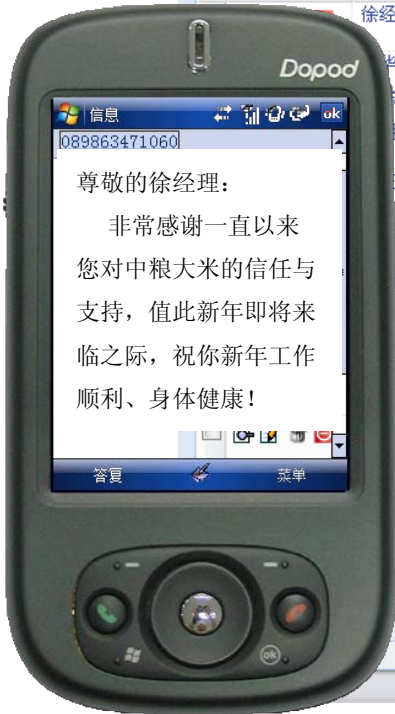 徐经
Dopod
信息
ok
089863471060
尊敬的徐经理：
非常感谢一直以来
您对中粮大米的信任与
支持，值此新年即将来
临之际，祝你新年工作
顺利、身体健康！
答复
菜单
ok